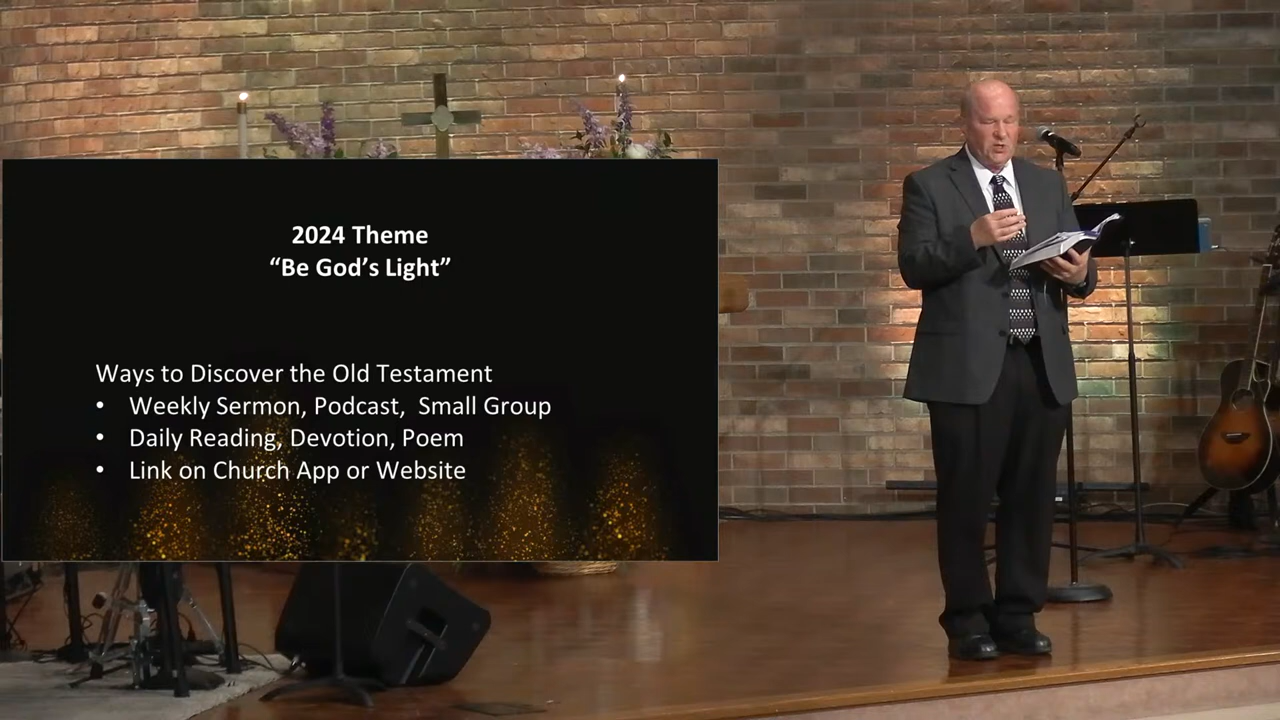 2024 Theme
“Be God’s Light”
Ways to Discover the Old Testament
• Weekly Sermon, Podcast, Small Group
• Daily Reading, Devotion, Poem
• Link on Church App or Website